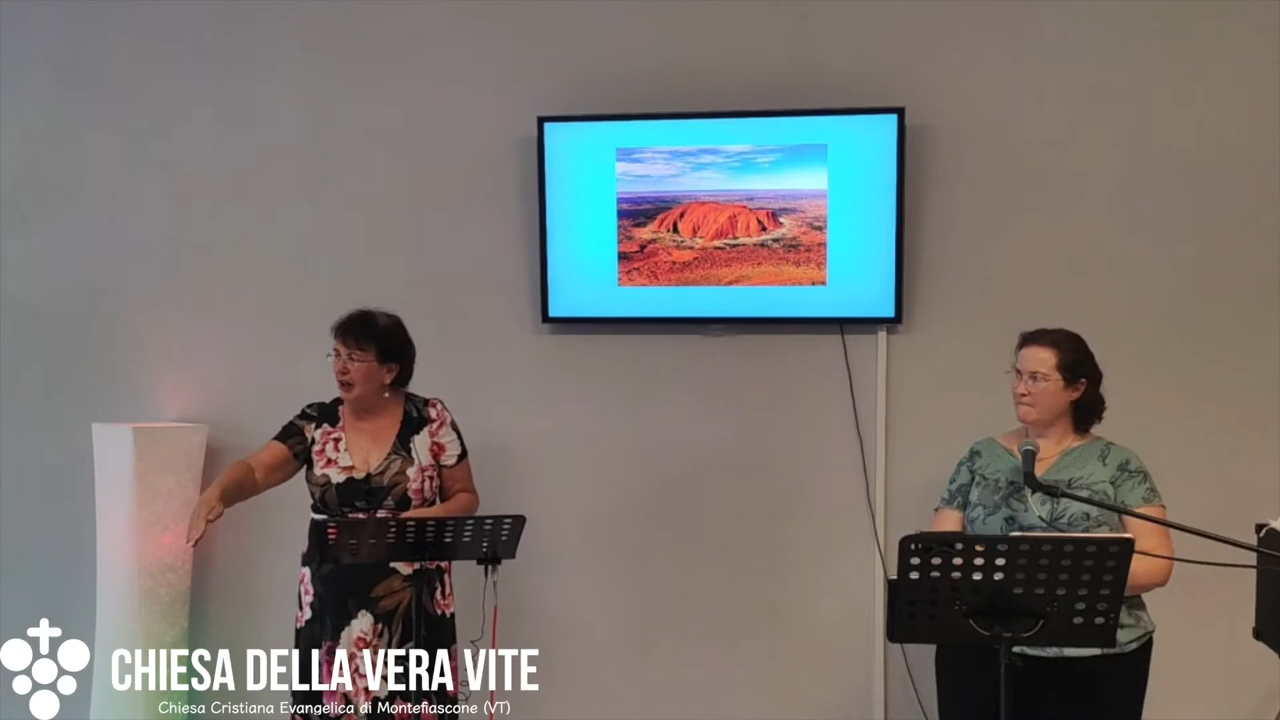 CHIESA DELLA VERA VITE
Chiesa Cristiana Evangelica di Montefiascone (VT)